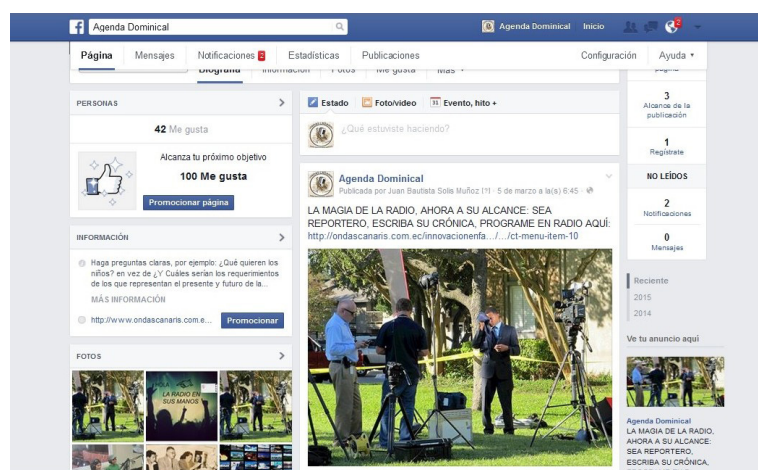 Agenda Dominical
Agenda Dominical Inicio 2
Página Mensajes Notificaciones 2 Estadísticas Publicaciones Configuración Ayuda
Biografía Información Fotos Me gusta Más
PERSONAS
42 Me gusta
Alcanza tu próximo objetivo
100 Me gusta
Promocionar página
INFORMACIÓN
Haga preguntas claras, por ejemplo: ¿Qué quieren los
niños? en vez de ¿Y Cuáles serían los requerimientos
de los que representan el presente y futuro de la...
MÁS INFORMACIÓN
http://www.ondascanaris.com.e... Promocionar
FOTOS
LA RADIO EN
SUS MANOS
Estado Foto/video 31 Evento, hito +
¿Qué estuviste haciendo?
Agenda Dominical
Publicada por Juan Bautista Solis Muñoz [?] · 5 de marzo a la(s) 6:45 ·
LA MAGIA DE LA RADIO, AHORA A SU ALCANCE: SEA
REPORTERO, ESCRIBA SU CRÓNICA, PROGRAME EN RADIO AQUÍ:
http://ondascanaris.com.ec/innovacionenfa.../.../ct-menu-item-10
página
3
Alcance de la
publicación
1
Regístrate
NO LEÍDOS
2
Notificaciones
0
Mensajes
Reciente
2015
2014
Ve tu anuncio aquí
Agenda Dominical
LA MAGIA DE LA RADIO,
AHORA A SU ALCANCE:
SEA REPORTERO,
ESCRIBA SU CRÓNICA,